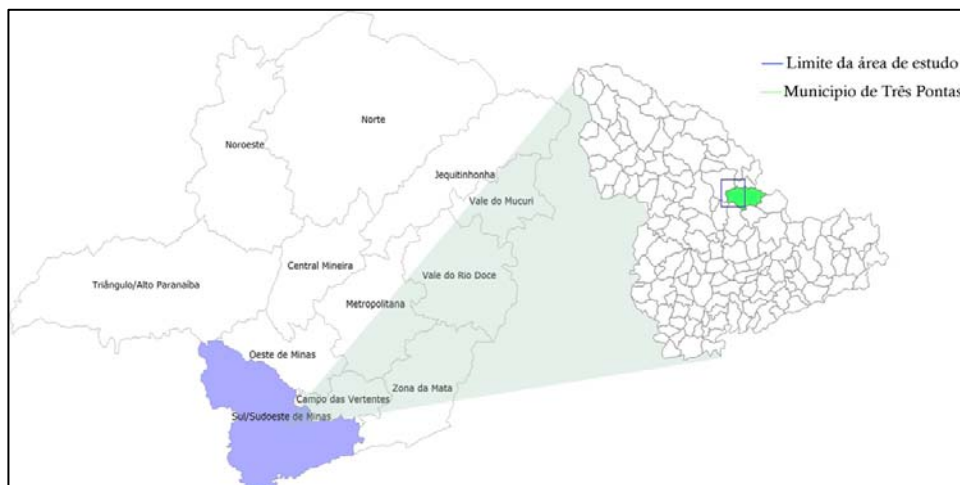 Limite da área de estudo
Municipio de Três Pontas
Norte
Noroeste
Jequitinhonha
Vale do Mucuri
Central Mineira
Vale do Rio Doce
Triângulo/Alto Paranaíba
Metropolitana
Oeste de Minas
Zona da Mata
Campo das Vertentes
Sul/Sudoeste de Minas